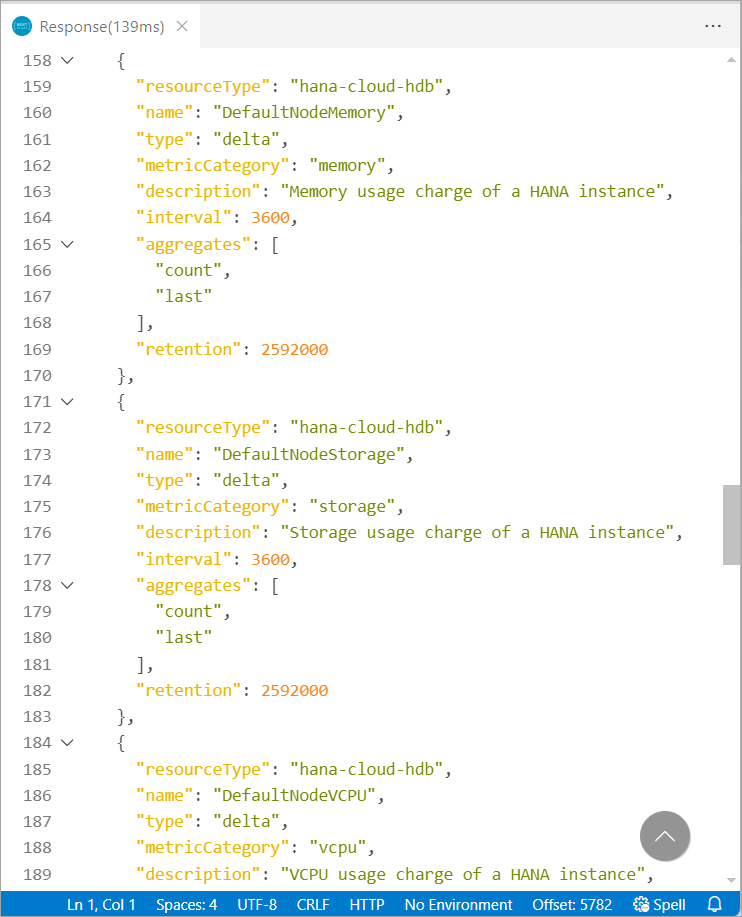 Response(139ms)
158 {
159 "resourceType": "hana-cloud-hdb",
160 "name": "DefaultNodeMemory",
161 "type": "delta",
162 "metricCategory": "memory",
163 "description": "Memory usage charge of a HANA instance",
164 "interval": 3600,
165 "aggregates": [
166 "count",
167 "last"
168 ],
169 "retention": 2592000
170 },
171 {
172 "resourceType": "hana-cloud-hdb",
173 "name": "DefaultNodeStorage",
174 "type": "delta",
175 "metricCategory": "storage",
176 "description": "Storage usage charge of a HANA instance",
177 "interval": 3600,
178 "aggregates": [
179 "count",
180 "last"
181 ],
182 "retention": 2592000
183 },
184 {
185 "resourceType": "hana-cloud-hdb",
186 "name": "DefaultNodeVCPU",
187 "type": "delta",
188 "metricCategory": "vcpu",
189 "description": "VCPU usage charge of a HANA instance",
Ln 1, Col 1 Spaces: 4 UTF-8 CRLF HTTP No Environment Offset: 5782 Spell